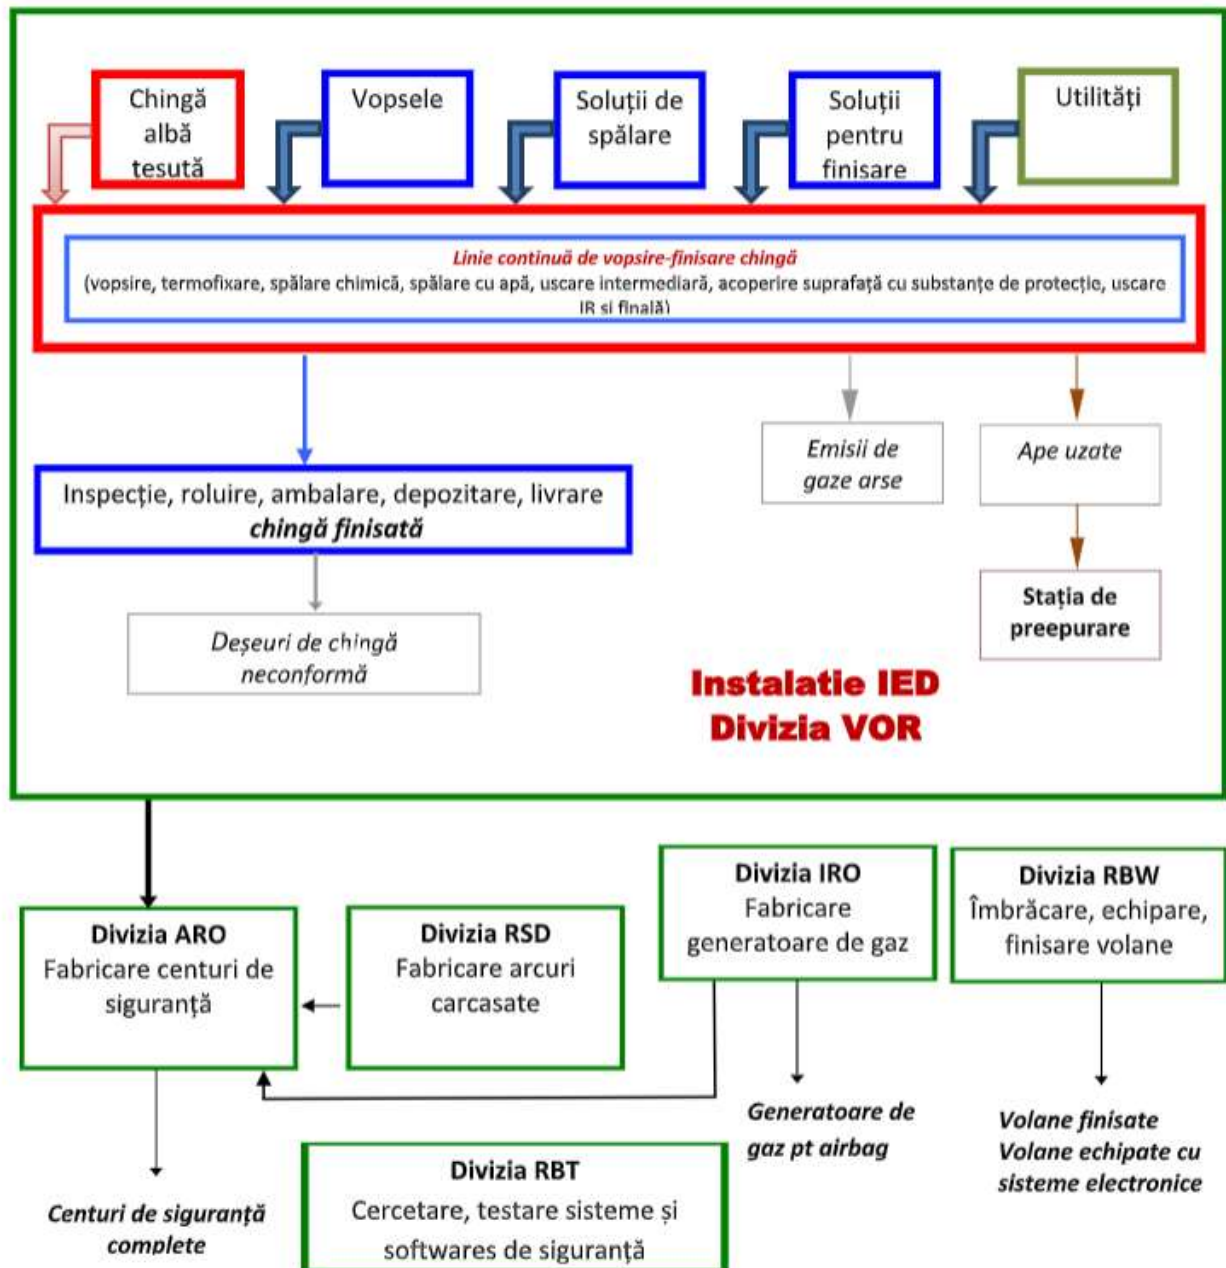 Chingă
albă
tesută
Vopsele
Soluții de
spălare
Soluții
pentru
finisare
Utilități
Linie continuă de vopsire-finisare chingă
(vopsire, termofixare, spălare chimică, spălare cu apă, uscare intermediară, acoperire suprafață cu substanțe de protecție, uscare
IR si finală)
Emisii de
gaze arse
Ape uzate
Inspecție, roluire, ambalare, depozitare, livrare
chingă finisată
Stația de
preepurare
Deșeuri de chingă
neconformă
Instalatie IED
Divizia VOR
Divizia ARO
Fabricare centuri de
siguranță
Divizia RSD
Fabricare arcuri
carcasate
Divizia IRO
Fabricare
generatoare de gaz
Divizia RBW
Îmbrăcare, echipare,
finisare volane
Generatoare de
gaz pt airbag
Volane finisate
Volane echipate cu
sisteme electronice
Centuri de siguranță
complete
Divizia RBT
Cercetare, testare sisteme și
softwares de siguranță